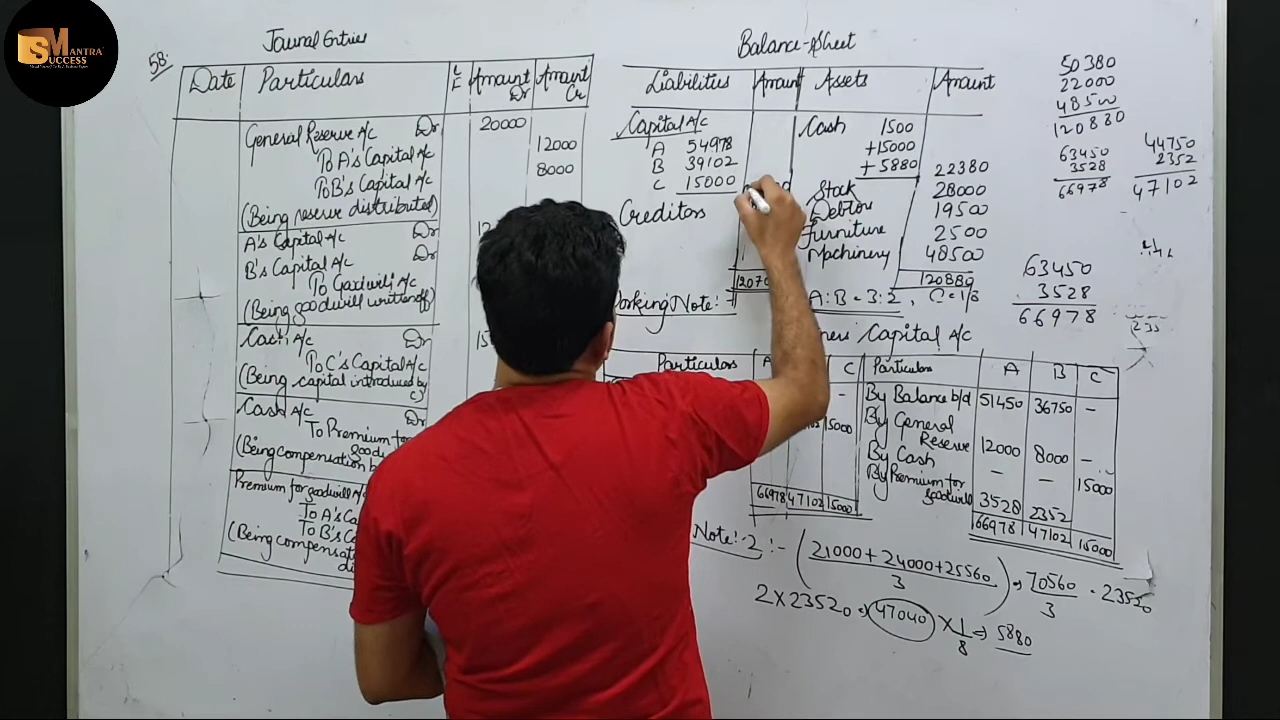 SMANTRA
SUCCESS
58.
Journal Entries
Date Particulars L F Amount Dr Amount Cr
General Reserve A/c Dr 20000
To A's Capital A/c 12000
To B's Capital A/c 8000
(Being reserve distributed)
A's Capital A/c Dr
B's Capital A/c Dr
To Goodwill A/c
(Being goodwill writtenoff)
Cash A/c Dr
To C's Capital A/c
(Being capital introduced by C)
Cash A/c Dr
To Premium for
(Being compensation b
Premium for goodwill A/c
To A's Ca
To B's C
(Being compensati
Balance-Sheet
Liabilities Amount Assets Amount
Capital A/c
A 54978
B 39102
C 15000
Creditors
Cash 1500
+15000
+5880 22380
Stock 28000
Debtors 19500
Furniture 2500
Machinery 48500
120880
Working Note:-
A:B = 3:2, C = 1/8
Capital A/c
Particulars A C Particulars A B C
By Balance b/d 51450 36750 -
By General
Reserve 12000 8000 -
By Cash - - 15000
By Premium for
goodwill 3528 2352
15000
66978 47102 15000 66978 47102 15000
Note:-2:- (21000+24000+25560 / 3) ⇒ 70560 / 3 = 23520
2×23520 ⇒ 47040 × 1/8 ⇒ 5880
50380
22000
48500
120880
63450
3528
66978
44750
2352
47102
63450
3528
66978